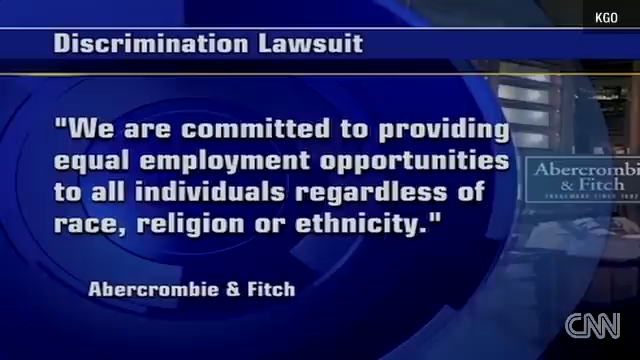 KGO
Discrimination Lawsuit
"We are committed to providing
equal employment opportunities
to all individuals regardless of
race, religion or ethnicity."
Abercrombie & Fitch
Abercrombie
& Fitch
CNN